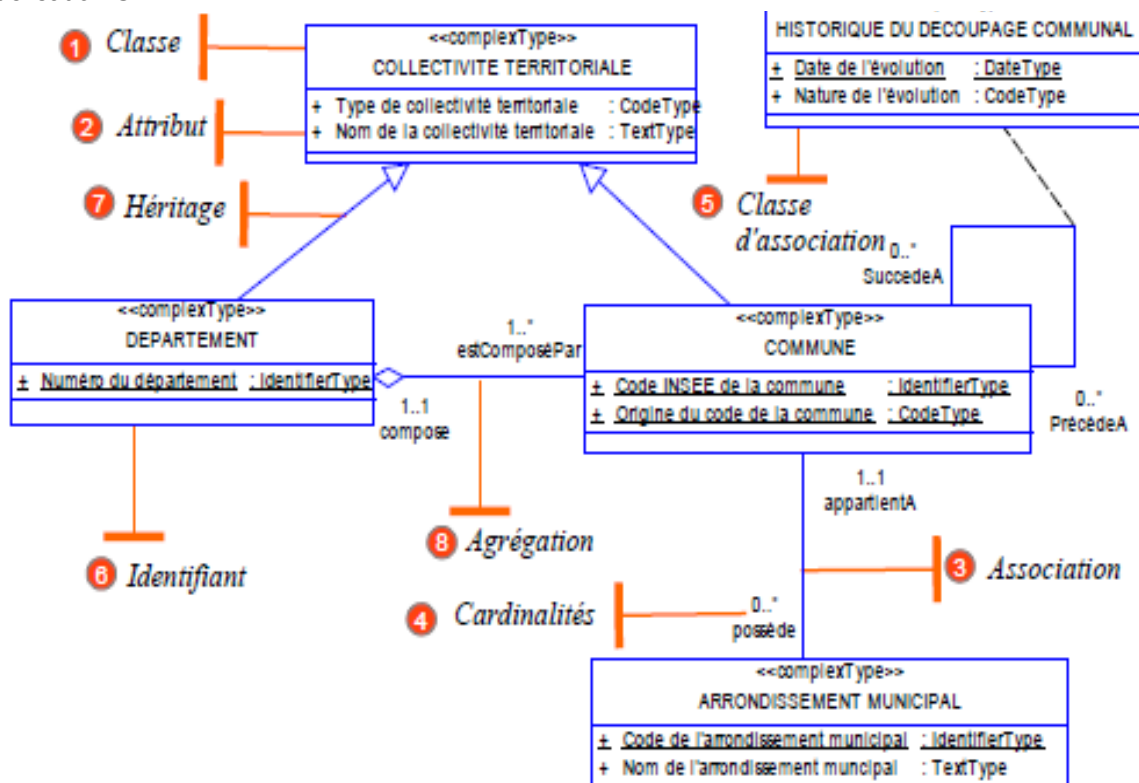 1 Classe
<<complexType>>
COLLECTIVITE TERRITORIALE
+ Type de collectivité territoriale : CodeType
+ Nom de la collectivité territoriale : TextType
HISTORIQUE DU DECOUPAGE COMMUNAL
+ Date de l'évolution : DateType
+ Nature de l'évolution : CodeType
2 Attribut
7 Héritage
5 Classe
d'association
0..*
SuccedeA
<<complexType>>
DEPARTEMENT
+ Numéro du département : IdentifierType
1..*
estComposéPar
1..1
compose
<<complexType>>
COMMUNE
+ Code INSEE de la commune : IdentifierType
+ Origine du code de la commune : CodeType
0..*
PrécèdeA
1..1
appartientA
8 Agrégation
6 Identifiant
3 Association
4 Cardinalités
0..*
possède
<<complexType>>
ARRONDISSEMENT MUNICIPAL
+ Code de l'arrondissement municipal : IdentifierType
+ Nom de l'arrondissement muncipal : TextType